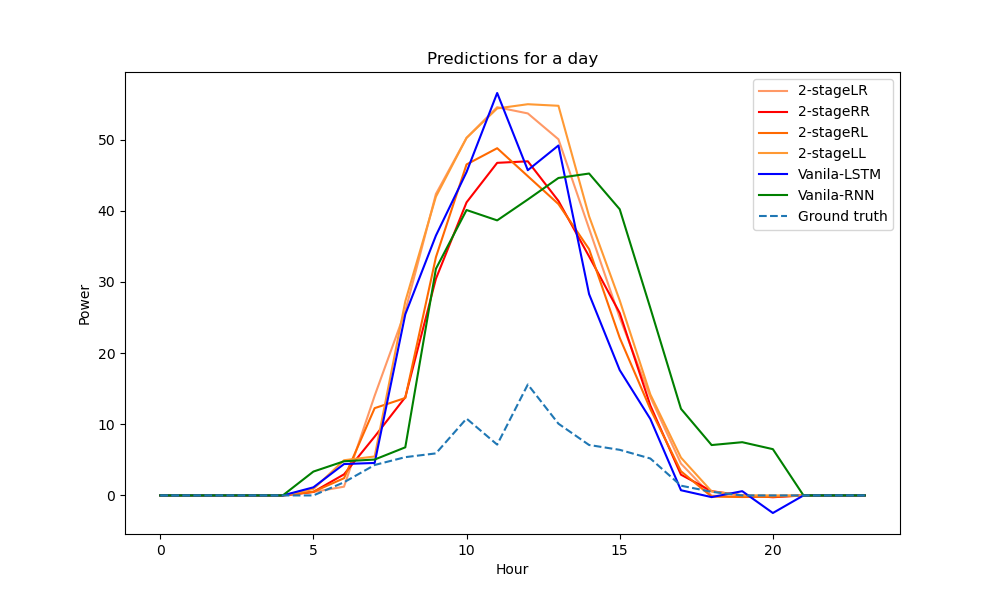 Predictions for a day
2-stageLR
2-stageRR
2-stageRL
2-stageLL
Vanila-LSTM
Vanila-RNN
Ground truth
Power
50
40
30
20
10
0
0 5 10 15 20
Hour